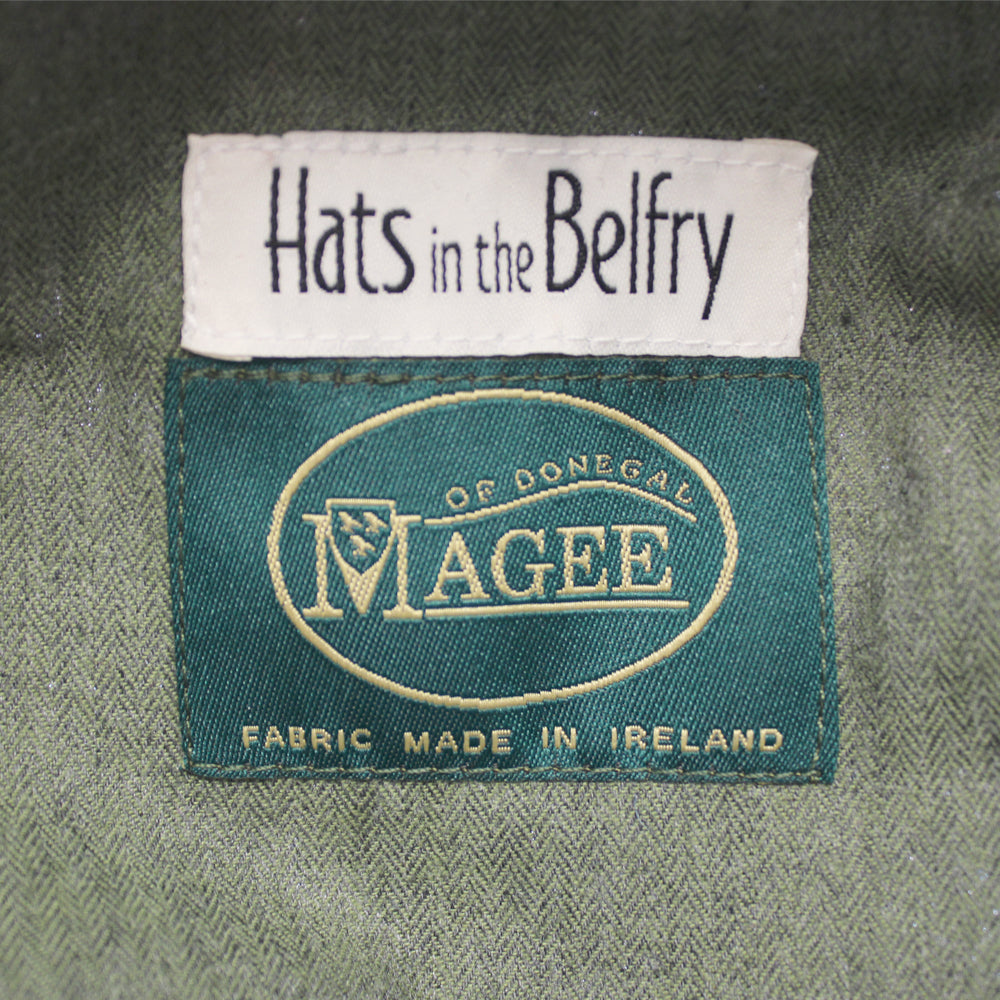 Hats in the Belfry
OF DONEGAL
MAGEE
FABRIC MADE IN IRELAND